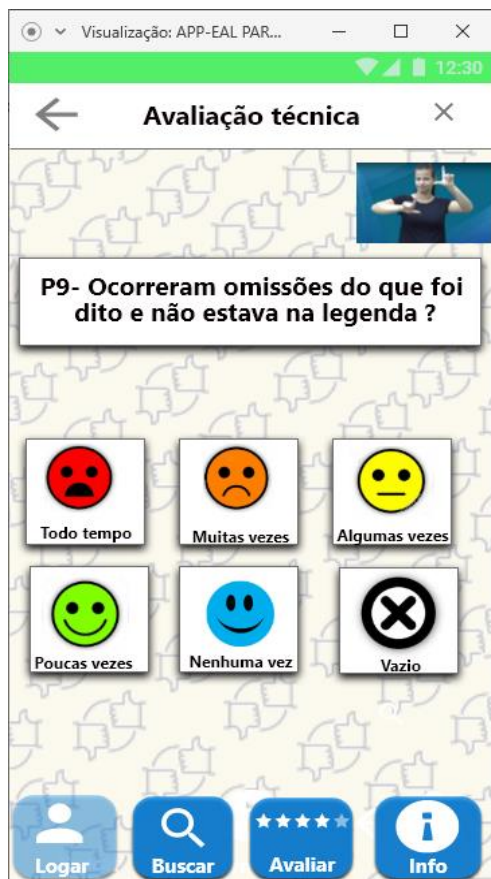 Visualização: APP-EAL PAR...
12:30
Avaliação técnica
P9- Ocorreram omissões do que foi
dito e não estava na legenda ?
Todo tempo
Muitas vezes
Algumas vezes
Poucas vezes
Nenhuma vez
Vazio
Logar
Buscar
Avaliar
Info